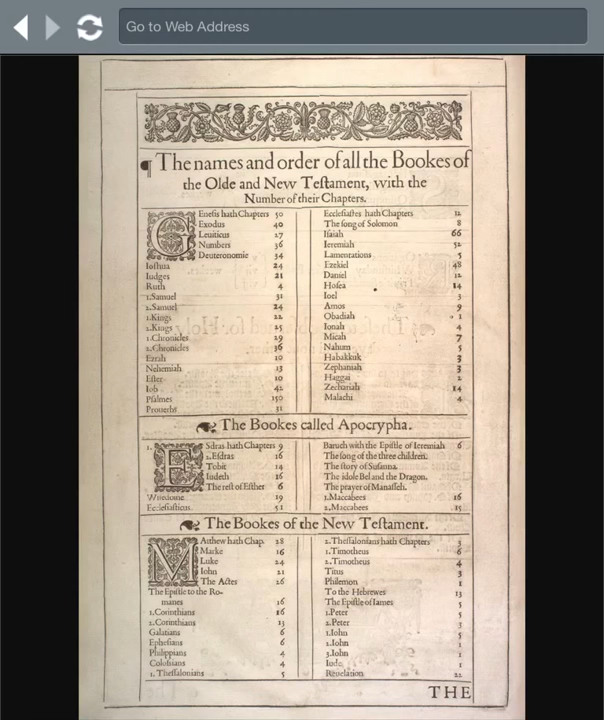 Go to Web Address
¶ The names and order of all the Bookes of
the Olde and New Teſtament, with the
Number of their Chapters.
Geneſis hath Chapters 50
Exodus 40
Leuiticus 27
Numbers 36
Deuteronomie 34
Ioſhua 24
Iudges 21
Ruth 4
1.Samuel 31
2.Samuel 24
1.Kings 22
2.Kings 25
1.Chronicles 29
2.Chronicles 36
Ezrah 10
Nehemiah 13
Eſter 10
Iob 42
Pſalmes 150
Prouerbs 31
Eccleſiaſtes hath Chapters 12
The ſong of Solomon 8
Iſaiah 66
Ieremiah 52
Lamentations 5
Ezekiel 48
Daniel 12
Hoſea 14
Ioel 3
Amos 9
Obadiah 1
Ionah 4
Micah 7
Nahum 5
Habakkuk 3
Zephaniah 3
Haggai 2
Zechariah 14
Malachi 4
The Bookes called Apocrypha.
1. Eſdras hath Chapters 9
2.Eſdras 16
Tobit 14
Iudeth 16
The reſt of Eſther 6
Wiſedome 19
Eccleſiaſticus 51
Baruch with the Epiſtle of Ieremiah 6
The ſong of the three children.
The ſtory of Suſanna.
The idole Bel and the Dragon.
The prayer of Manaſſeh.
1.Maccabees 16
2.Maccabees 15
The Bookes of the New Teſtament.
Matthew hath Chap. 28
Marke 16
Luke 24
Iohn 21
The Actes 28
The Epiſtle to the Ro-
manes 16
1.Corinthians 16
2.Corinthians 13
Galatians 6
Epheſians 6
Philippians 4
Coloſsians 4
1.Theſſalonians 5
2.Theſſalonians hath Chapters 3
1.Timotheus 6
2.Timotheus 4
Titus 3
Philemon 1
To the Hebrewes 13
The Epiſtle of Iames 5
1.Peter 5
2.Peter 3
1.Iohn 5
2.Iohn 1
3.Iohn 1
Iude 1
Reuelation 22
THE